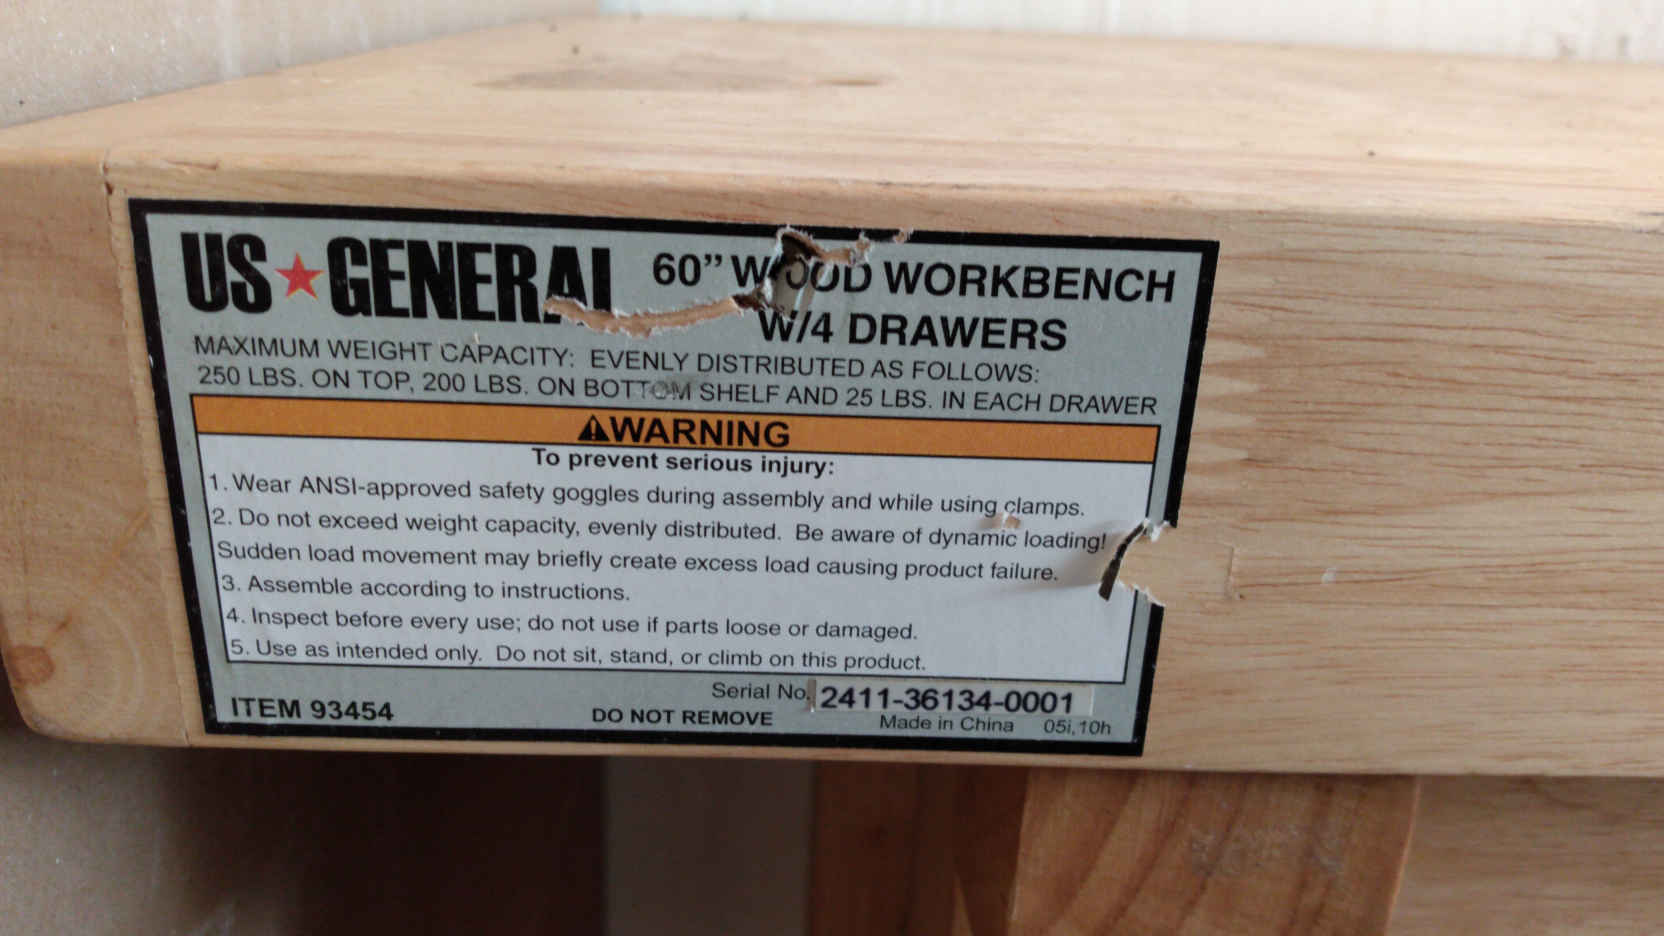 US★GENERAL
60” WOOD WORKBENCH
W/4 DRAWERS
MAXIMUM WEIGHT CAPACITY: EVENLY DISTRIBUTED AS FOLLOWS:
250 LBS. ON TOP, 200 LBS. ON BOTTOM SHELF AND 25 LBS. IN EACH DRAWER
⚠WARNING
To prevent serious injury:
1. Wear ANSI-approved safety goggles during assembly and while using clamps.
2. Do not exceed weight capacity, evenly distributed. Be aware of dynamic loading!
Sudden load movement may briefly create excess load causing product failure.
3. Assemble according to instructions.
4. Inspect before every use; do not use if parts loose or damaged.
5. Use as intended only. Do not sit, stand, or climb on this product.
Serial No. 2411-36134-0001
ITEM 93454
DO NOT REMOVE
Made in China 05i, 10h